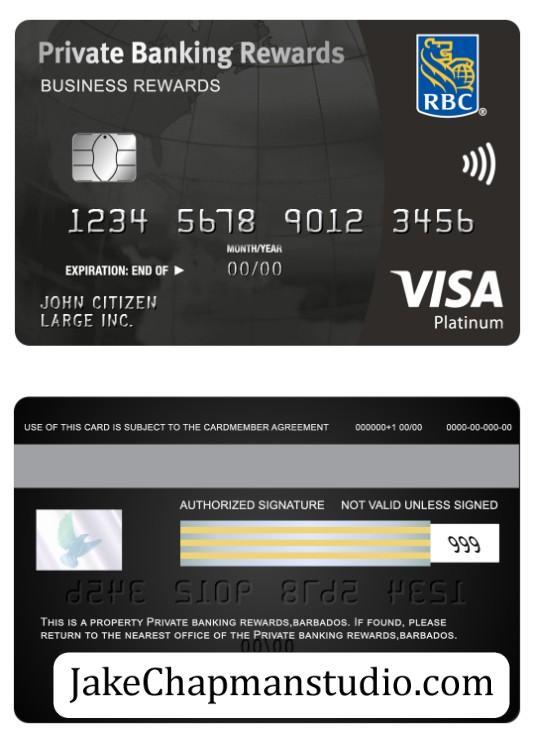 Private Banking Rewards
BUSINESS REWARDS
RBC
®
1234 5678 9012 3456
MONTH/YEAR
EXPIRATION: END OF ▶ 00/00
JOHN CITIZEN
LARGE INC.
VISA
Platinum
USE OF THIS CARD IS SUBJECT TO THE CARDMEMBER AGREEMENT 000000+1 00/00 0000-00-000-00
AUTHORIZED SIGNATURE NOT VALID UNLESS SIGNED
999
THIS IS A PROPERTY PRIVATE BANKING REWARDS,BARBADOS. IF FOUND, PLEASE
RETURN TO THE NEAREST OFFICE OF THE PRIVATE BANKING REWARDS,BARBADOS.
00/00
JakeChapmanstudio.com